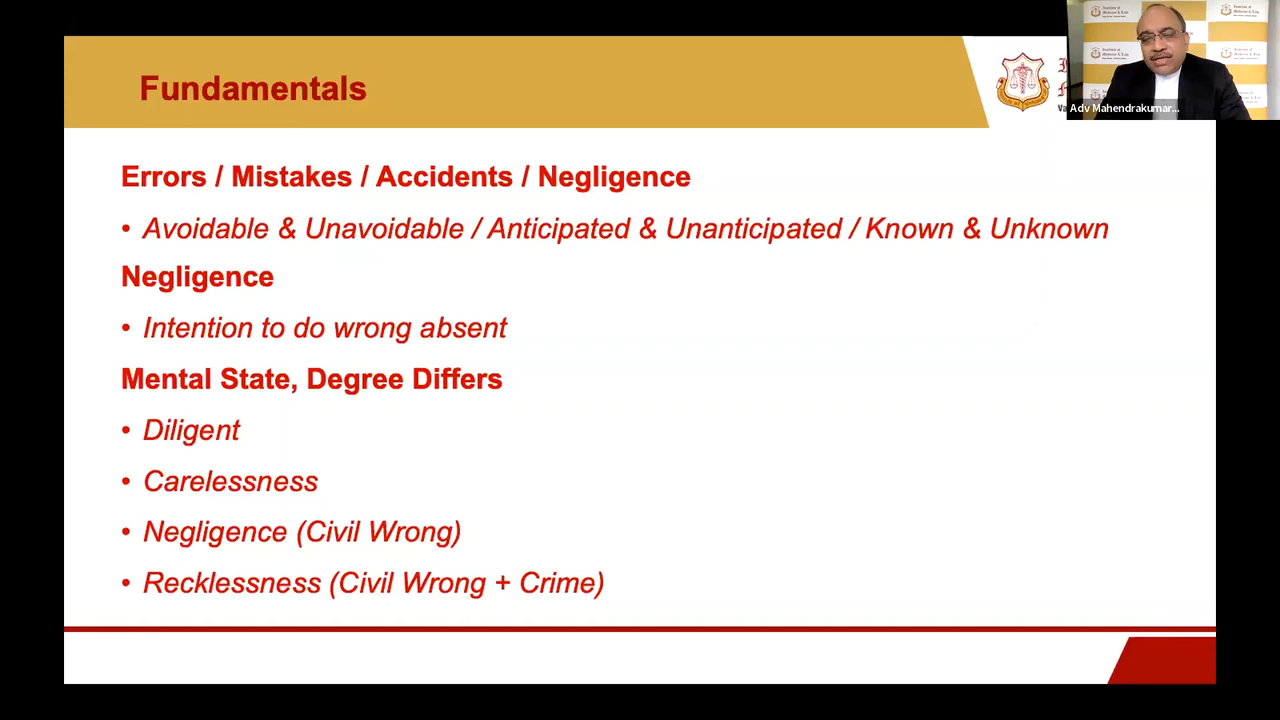 Fundamentals
Adv Mahendrakumar...
Errors / Mistakes / Accidents / Negligence
• Avoidable & Unavoidable / Anticipated & Unanticipated / Known & Unknown
Negligence
• Intention to do wrong absent
Mental State, Degree Differs
• Diligent
• Carelessness
• Negligence (Civil Wrong)
• Recklessness (Civil Wrong + Crime)